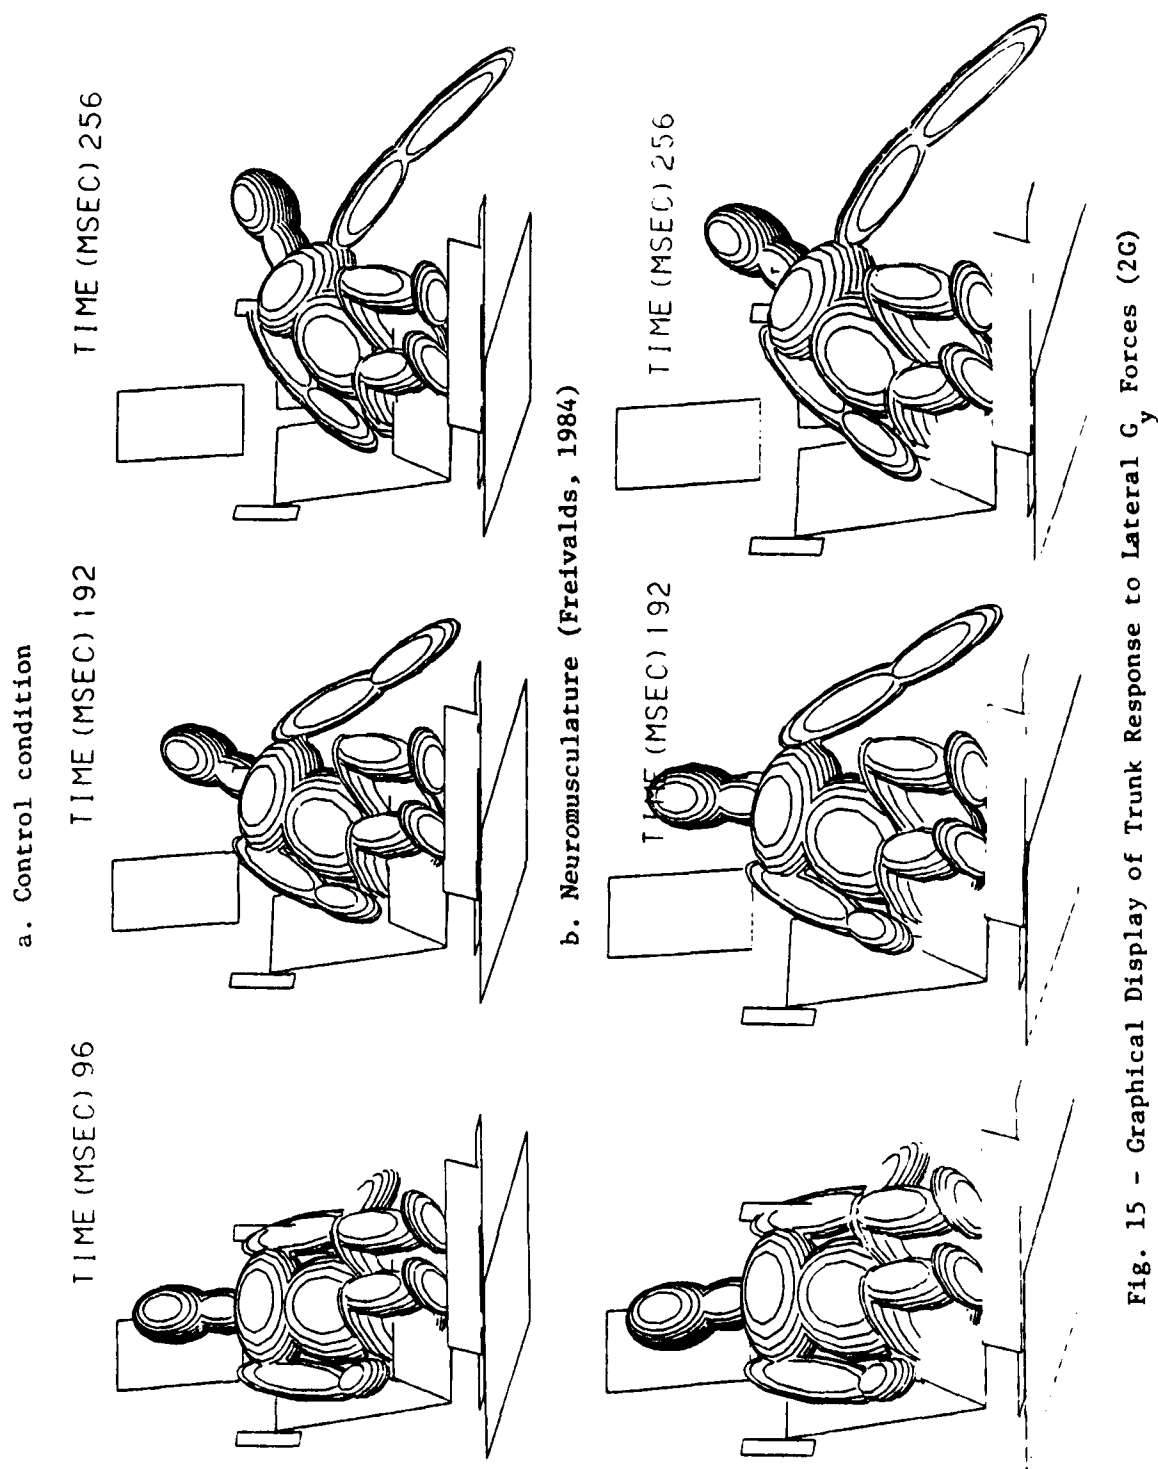 a. Control condition
TIME (MSEC) 96
TIME (MSEC) 192
TIME (MSEC) 256
b. Neuromusculature (Freivalds, 1984)
(MSEC) 192
TIME (MSEC) 256
Fig. 15 - Graphical Display of Trunk Response to Lateral Gy Forces (2G)